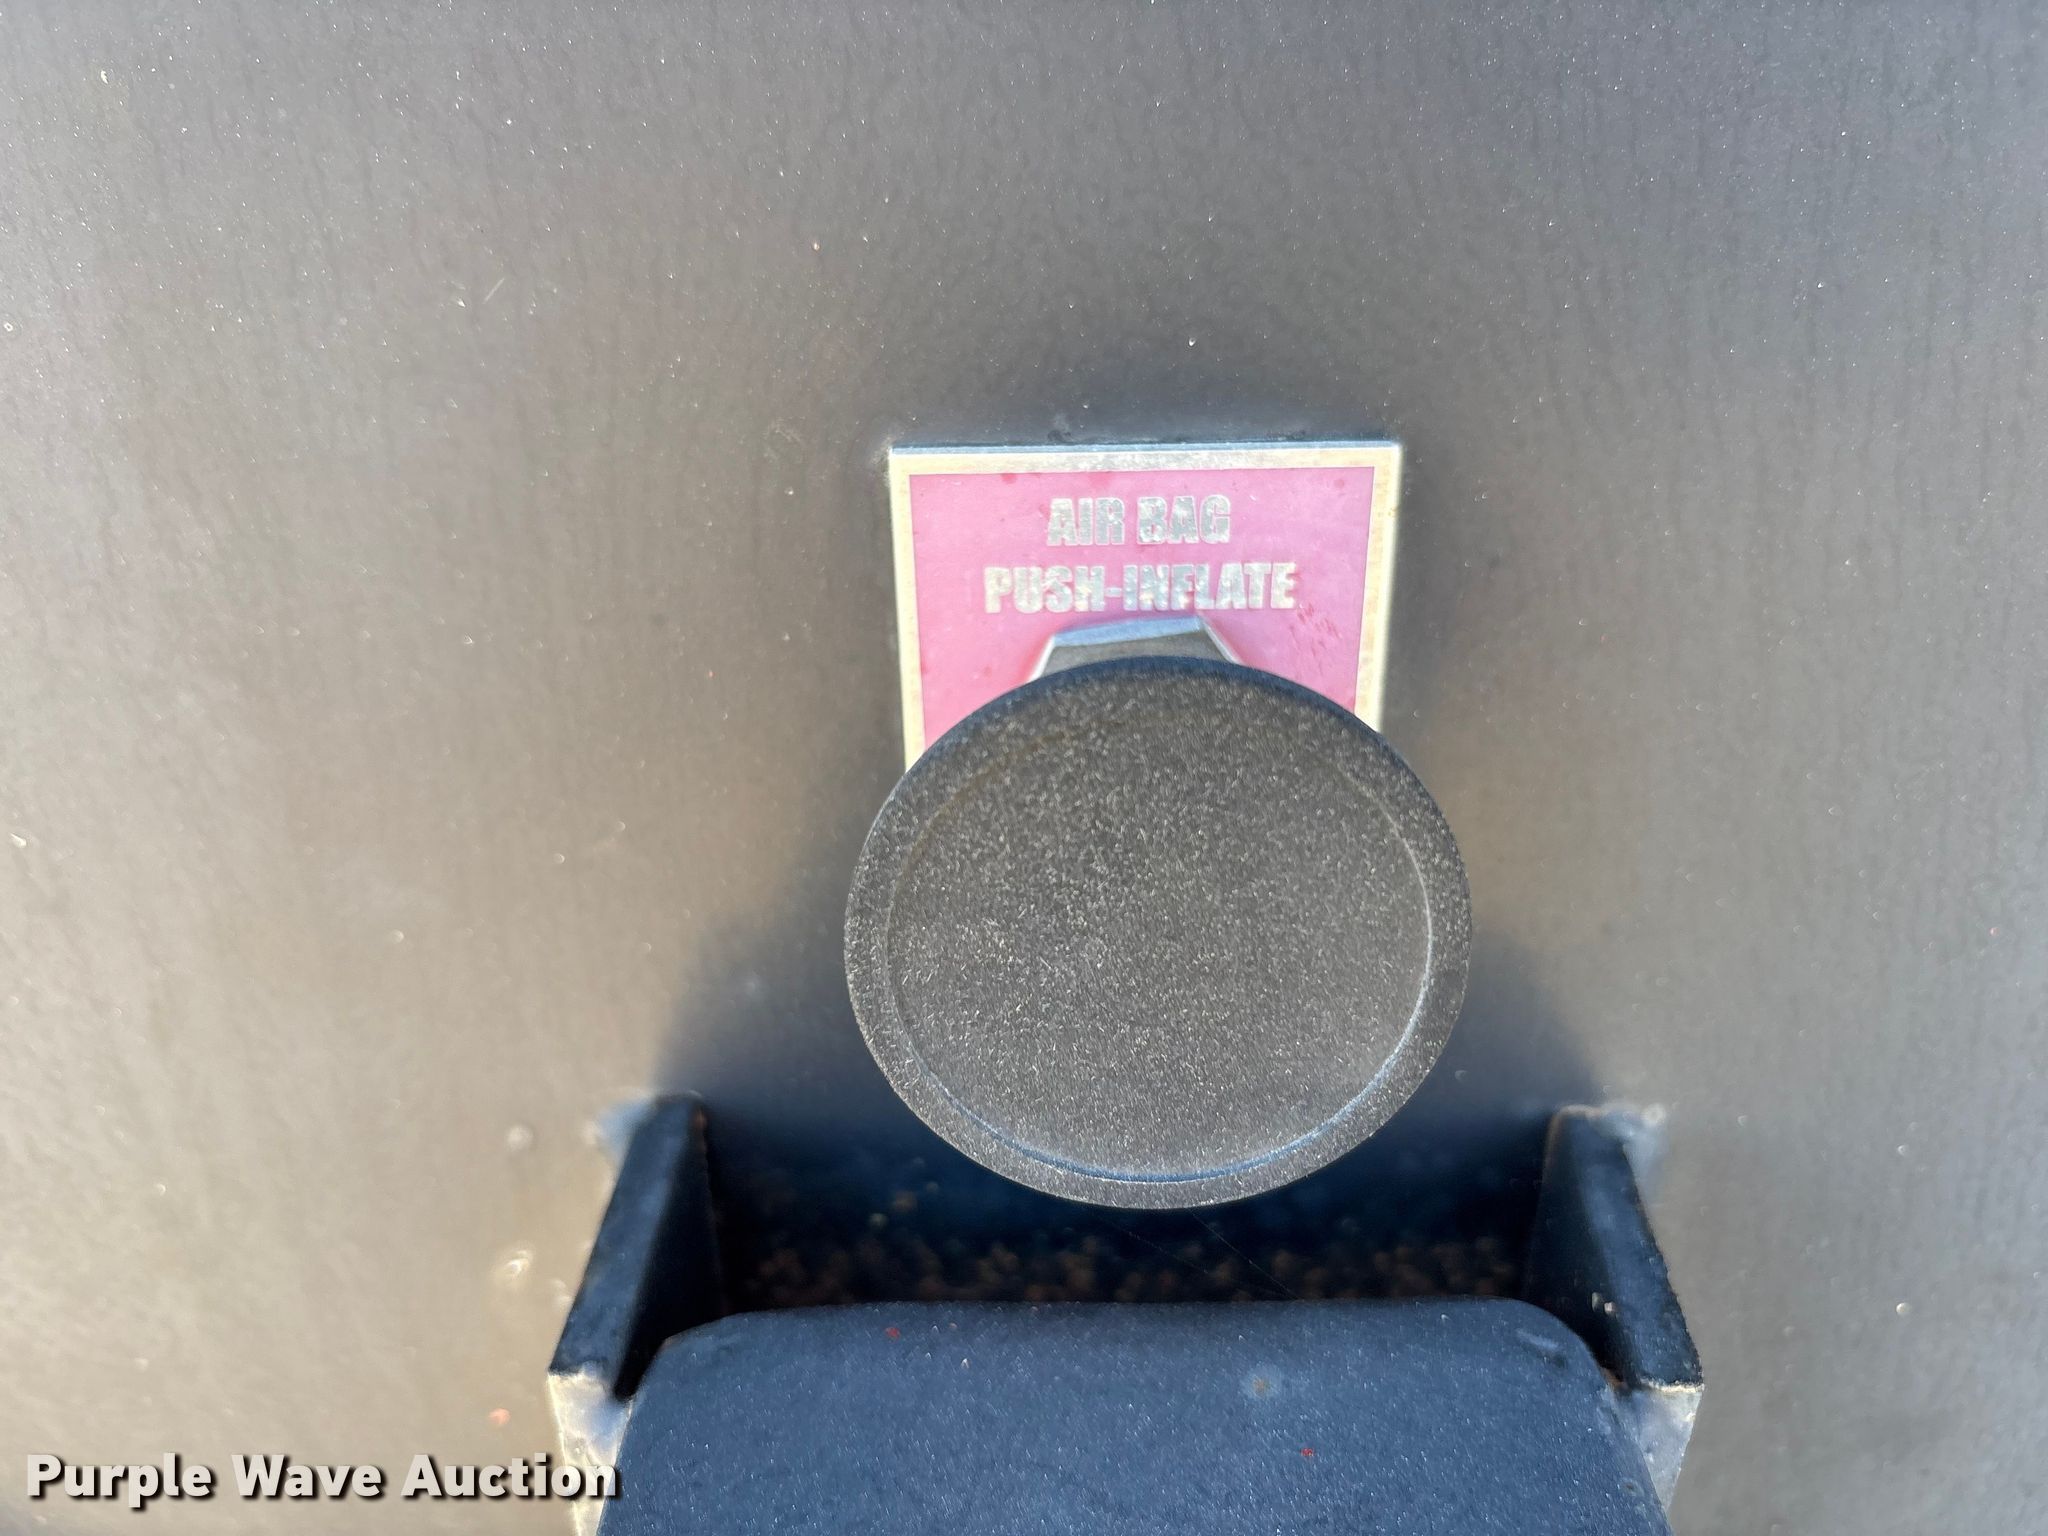 AIR BAG
PUSH-INFLATE
Purple Wave Auction